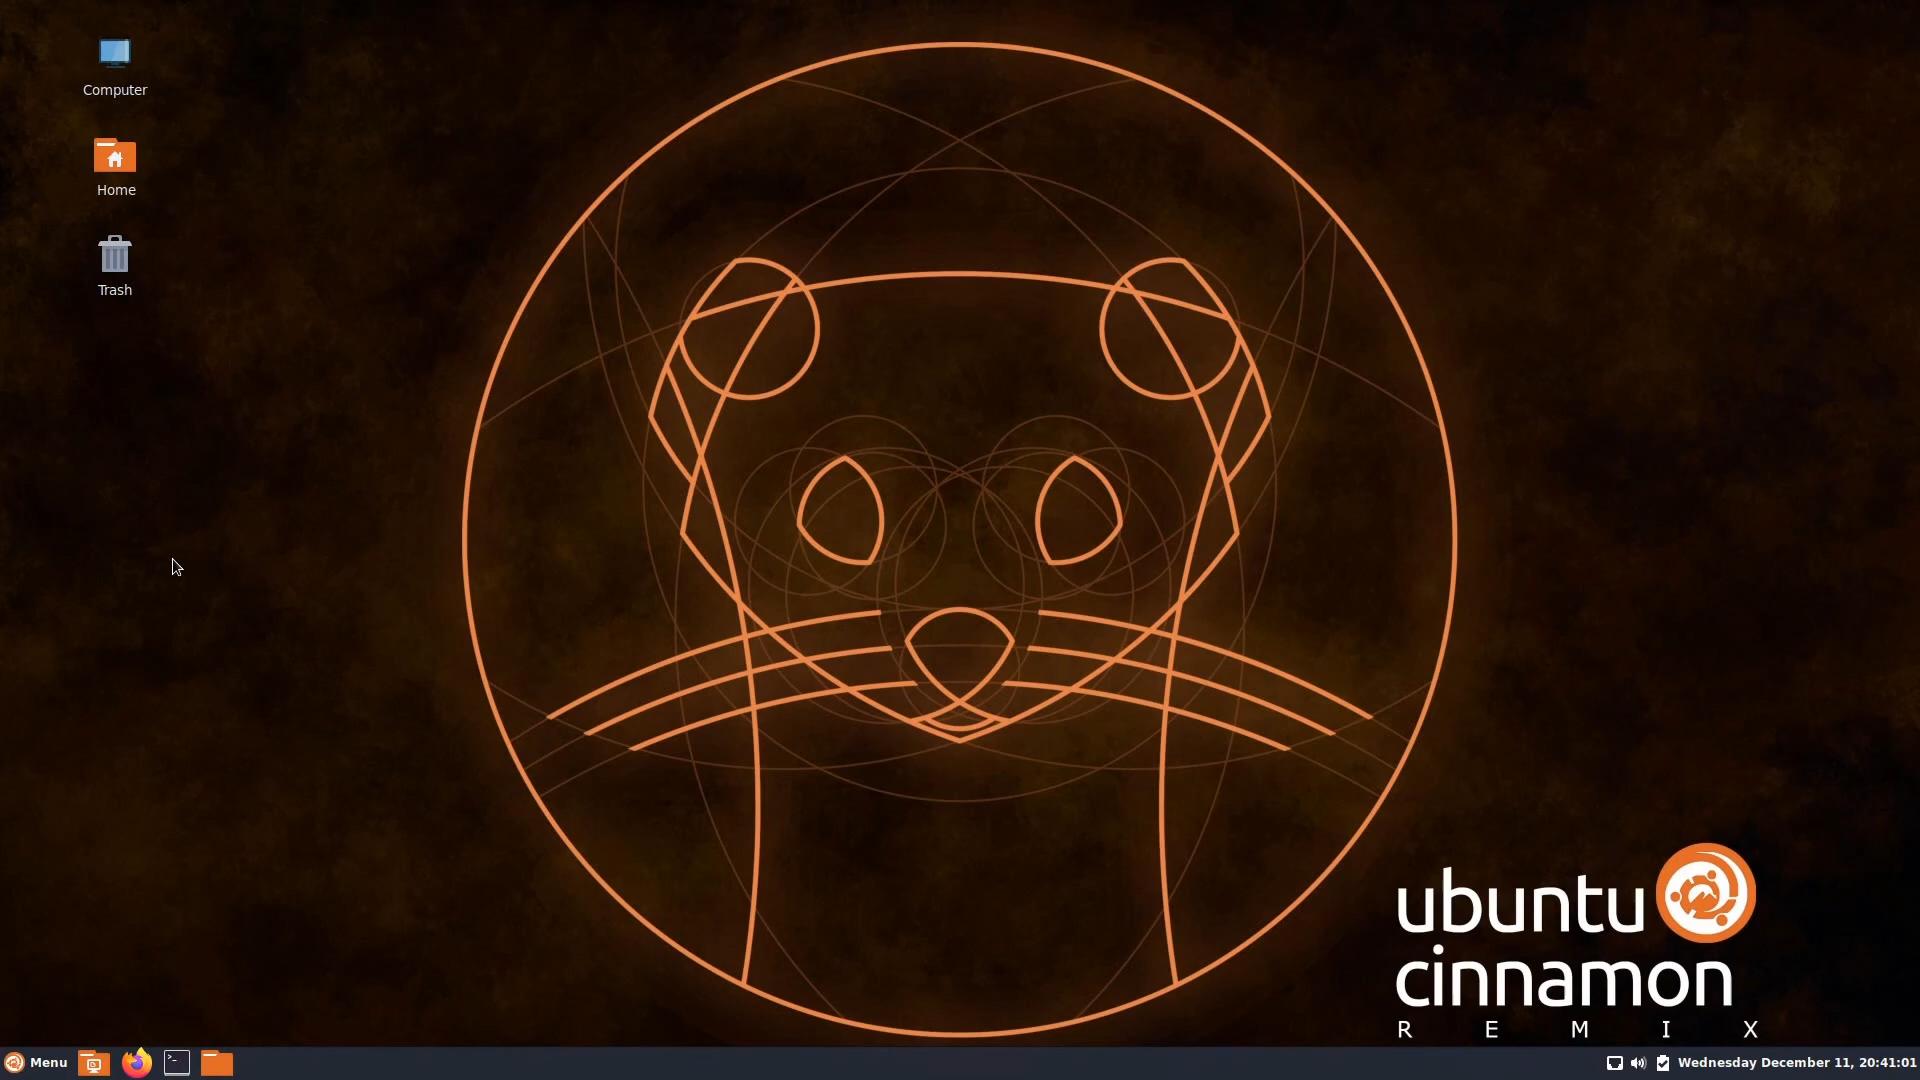 Computer
Home
Trash
ubuntu
cinnamon
R E M I X
Menu
Wednesday December 11, 20:41:01